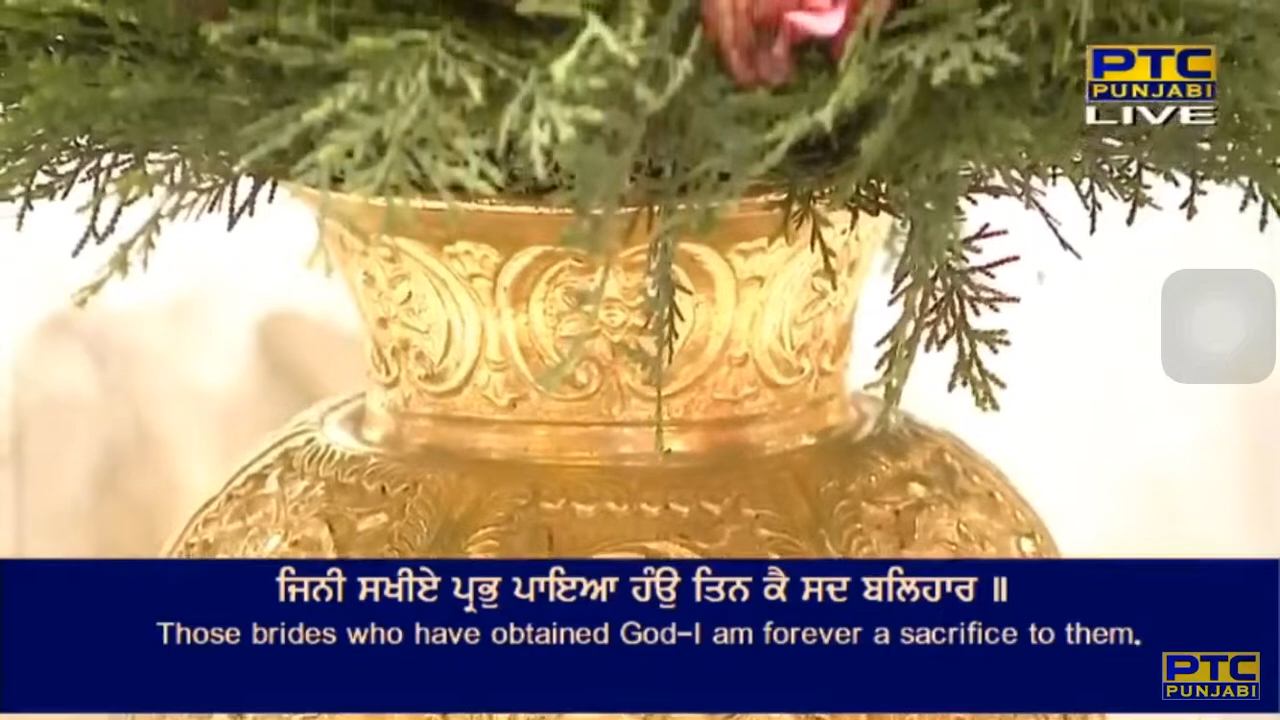 PTC
PUNJABI
LIVE
ਜਿਨੀ ਸਖੀਏ ਪ੍ਰਭੁ ਪਾਇਆ ਹੰਉ ਤਿਨ ਕੈ ਸਦ ਬਲਿਹਾਰ ॥
Those brides who have obtained God-I am forever a sacrifice to them.
PTC
PUNJABI